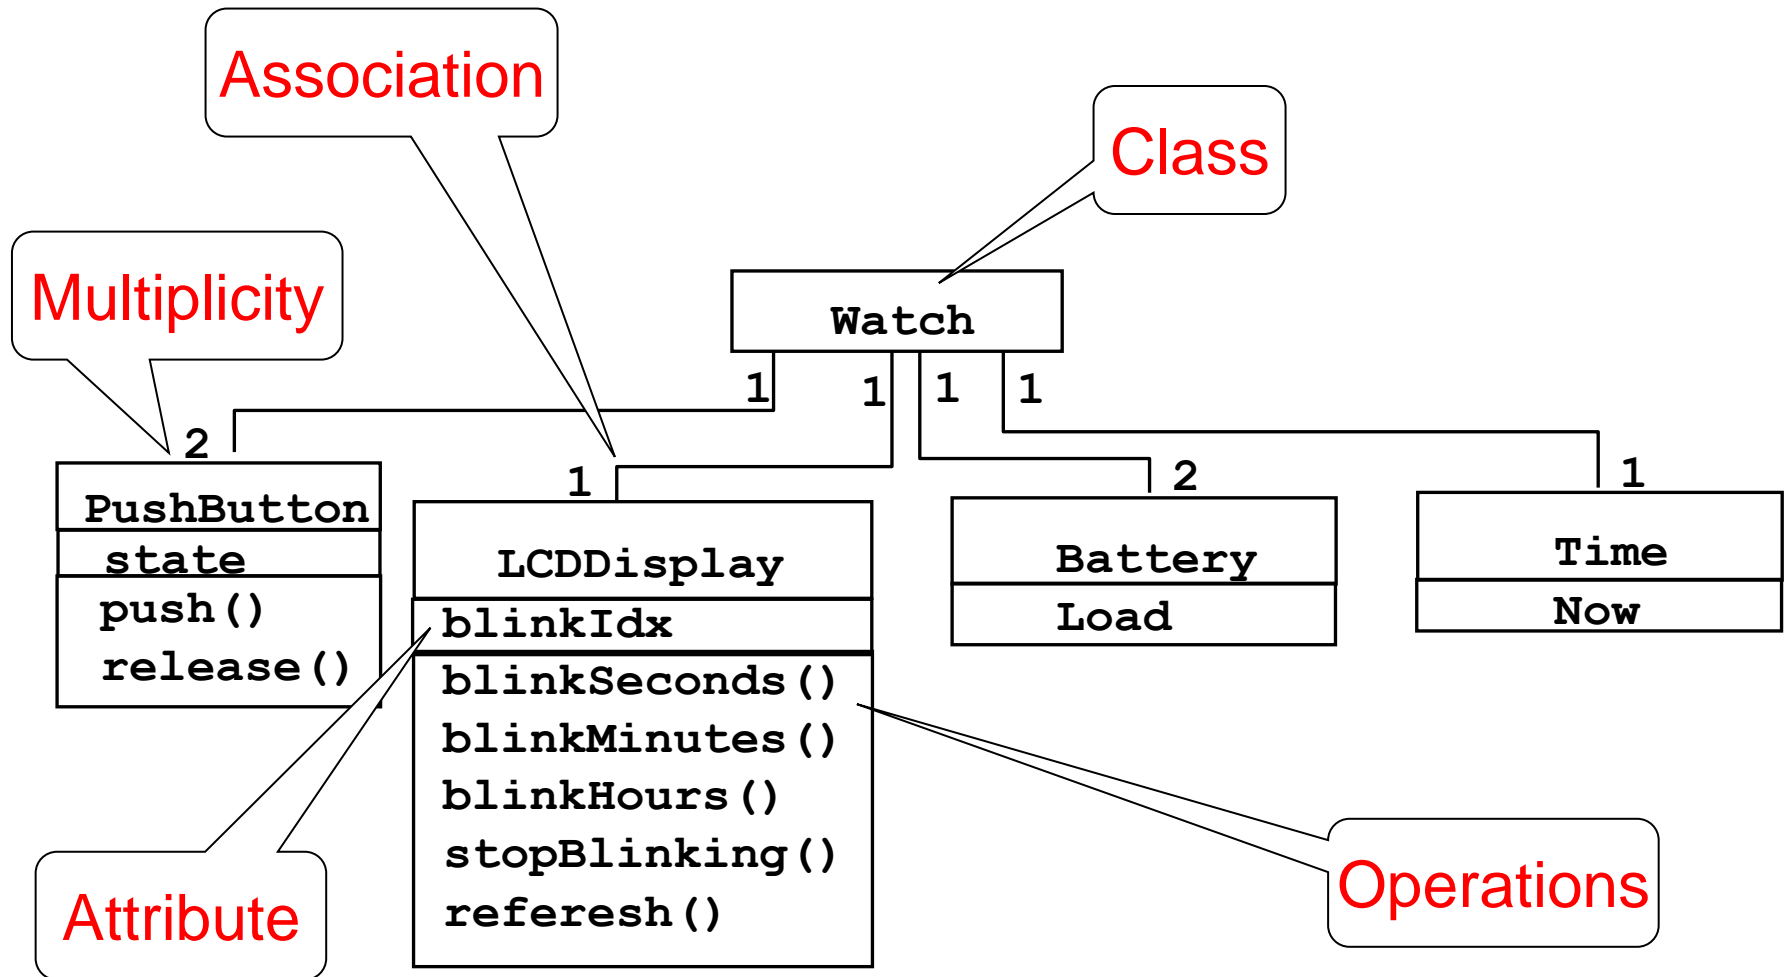 Association
Class
Multiplicity
Watch
1
1
1
1
2
1
2
1
PushButton
state
push()
release()
LCDDisplay
blinkIdx
blinkSeconds()
blinkMinutes()
blinkHours()
stopBlinking()
referesh()
Battery
Load
Time
Now
Attribute
Operations